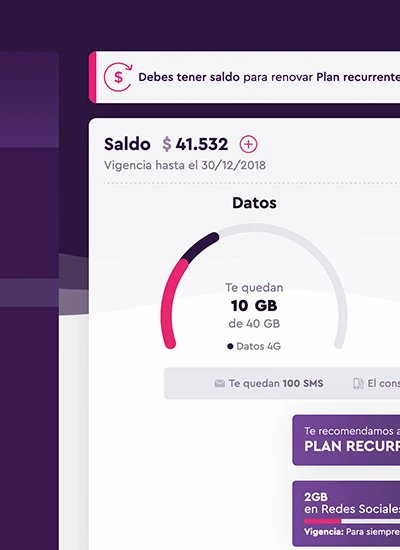 $ Debes tener saldo para renovar Plan recurrente
Saldo $ 41.532
Vigencia hasta el 30/12/2018
Datos
Te quedan
10 GB
de 40 GB
Datos 4G
Te quedan 100 SMS El
Te recomendamos
PLAN
2GB
en Redes Sociales
Vigencia: Para siempre